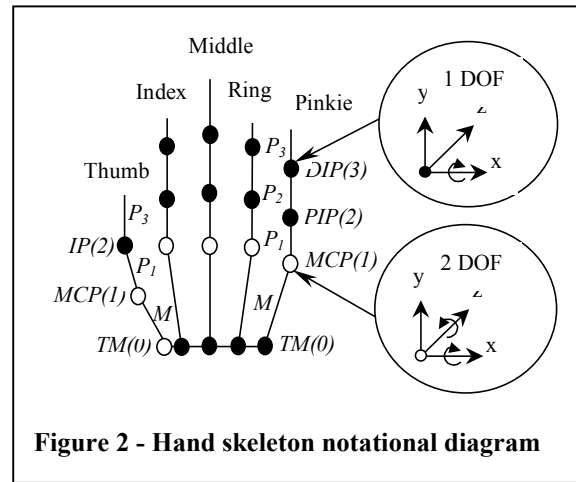 Middle
Index
Ring
Pinkie
Thumb
1 DOF
y
z
x
P3
DIP(3)
P3
P2
PIP(2)
IP(2)
P1
P1
MCP(1)
MCP(1)
M
M
TM(0)
TM(0)
2 DOF
y
z
x
Figure 2 - Hand skeleton notational diagram